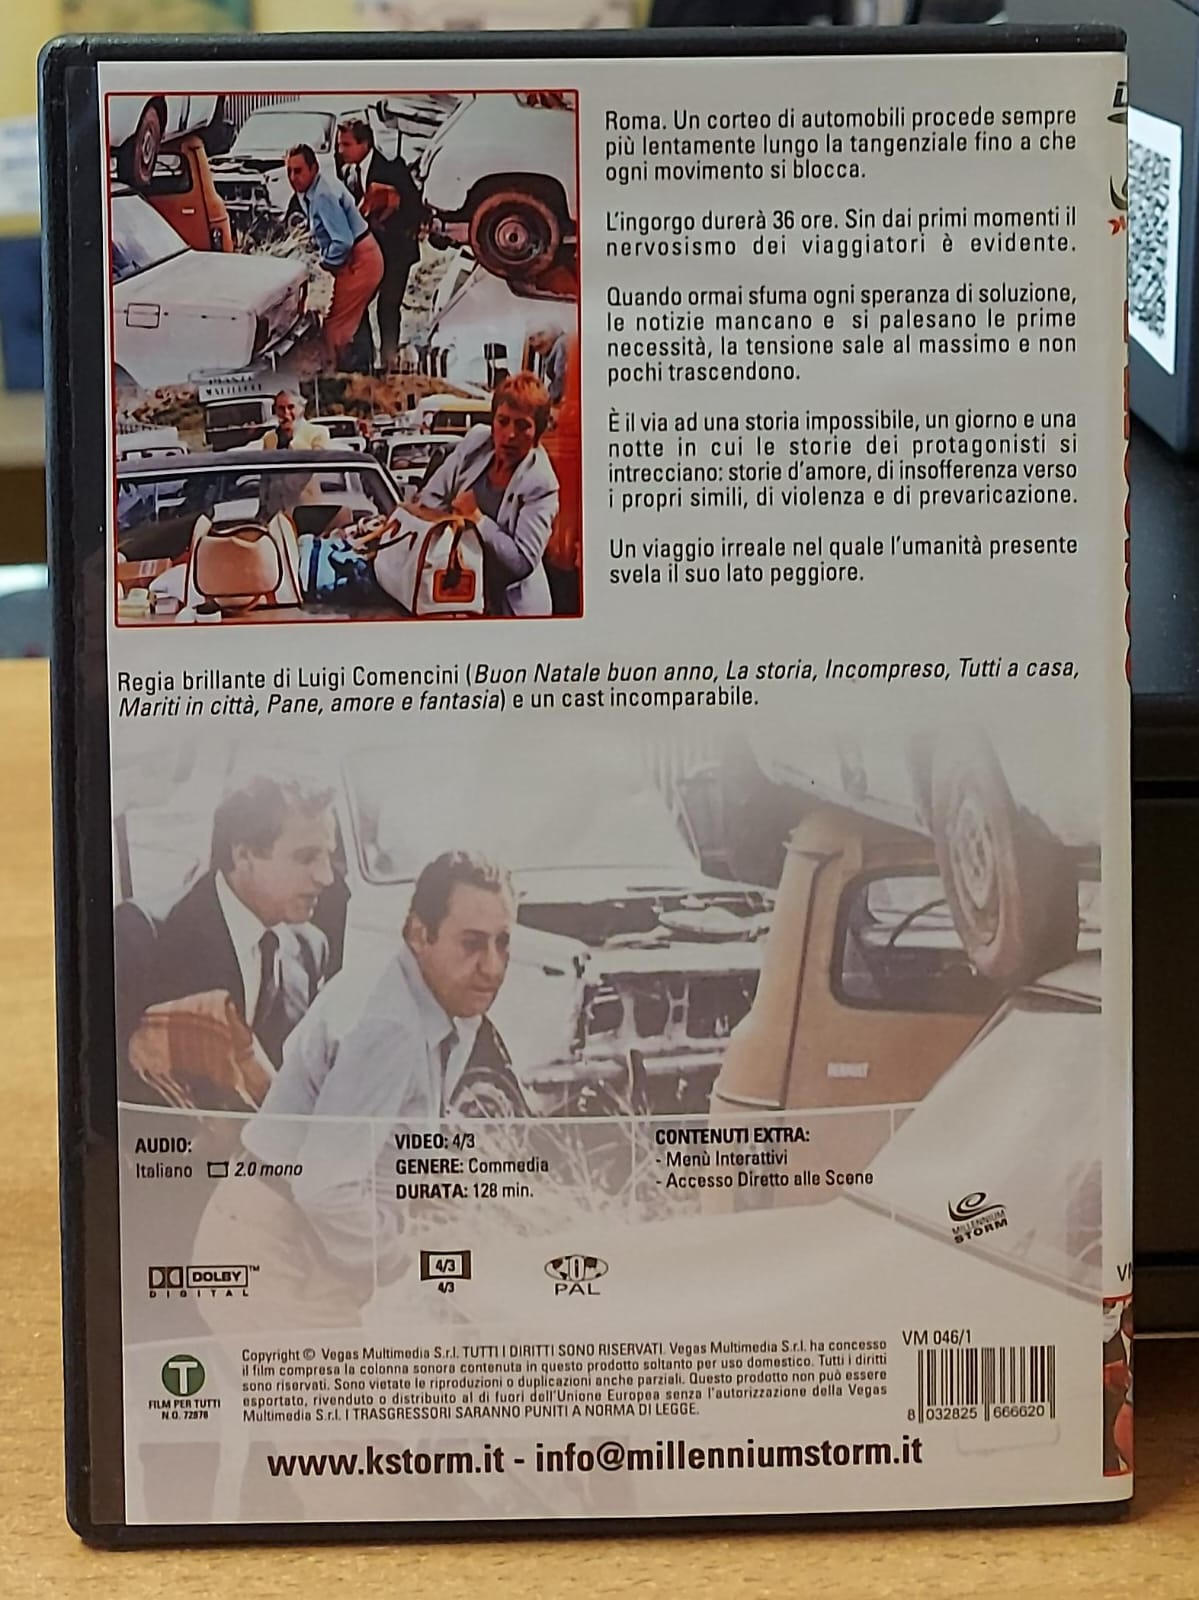 Roma. Un corteo di automobili procede sempre
più lentamente lungo la tangenziale fino a che
ogni movimento si blocca.
L'ingorgo durerà 36 ore. Sin dai primi momenti il
nervosismo dei viaggiatori è evidente.
Quando ormai sfuma ogni speranza di soluzione,
le notizie mancano e si palesano le prime
necessità, la tensione sale al massimo e non
pochi trascendono.
È il via ad una storia impossibile, un giorno e una
notte in cui le storie dei protagonisti si
intrecciano: storie d'amore, di insofferenza verso
i propri simili, di violenza e di prevaricazione.
Un viaggio irreale nel quale l'umanità presente
svela il suo lato peggiore.
Regia brillante di Luigi Comencini (Buon Natale buon anno, La storia, Incompreso, Tutti a casa,
Mariti in città, Pane, amore e fantasia) e un cast incomparabile.
RENAULT
AUDIO:
Italiano 2.0 mono
VIDEO: 4/3
GENERE: Commedia
DURATA: 128 min.
CONTENUTI EXTRA:
- Menù Interattivi
- Accesso Diretto alle Scene
MILLENNIUM
STORM
DOLBY™
DIGITAL
4/3
4/3
PAL
T
FILM PER TUTTI
N.O. 72876
Copyright © Vegas Multimedia S.r.l. TUTTI I DIRITTI SONO RISERVATI. Vegas Multimedia S.r.l. ha concesso
il film compresa la colonna sonora contenuta in questo prodotto soltanto per uso domestico. Tutti i diritti
sono riservati. Sono vietate le riproduzioni o duplicazioni anche parziali. Questo prodotto non può essere
esportato, rivenduto o distribuito al di fuori dell'Unione Europea senza l'autorizzazione della Vegas
Multimedia S.r.l. I TRASGRESSORI SARANNO PUNITI A NORMA DI LEGGE.
VM 046/1
8 032825 666620
www.kstorm.it - info@millenniumstorm.it